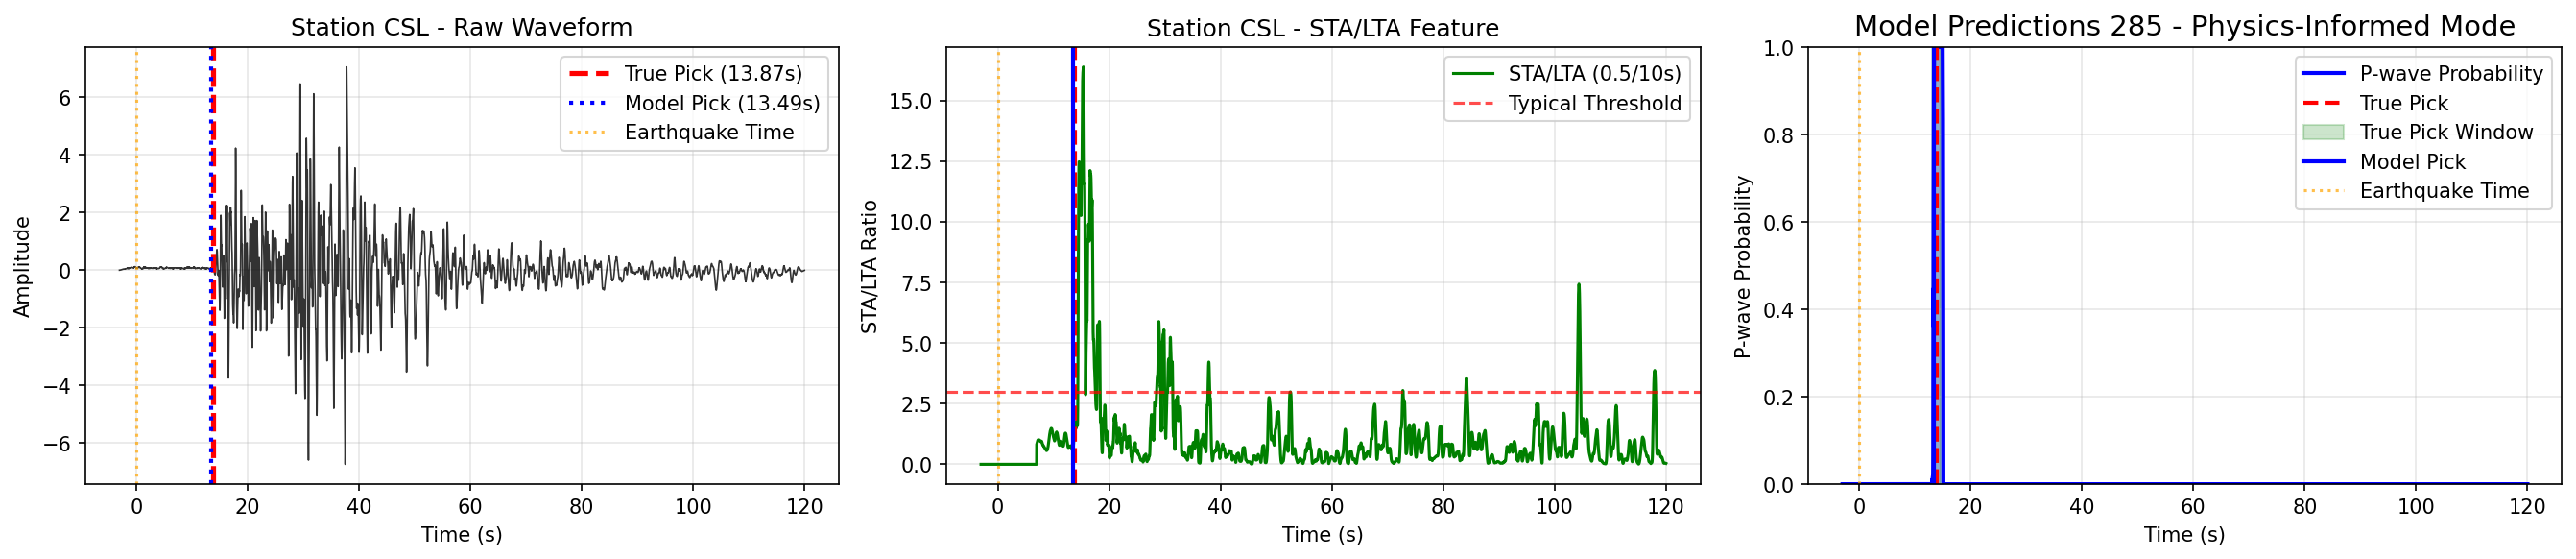 Station CSL - Raw Waveform
True Pick (13.87s)
Model Pick (13.49s)
Earthquake Time
Amplitude
6
4
2
0
−2
−4
−6
0
20
40
60
80
100
120
Time (s)
Station CSL - STA/LTA Feature
STA/LTA (0.5/10s)
Typical Threshold
STA/LTA Ratio
15.0
12.5
10.0
7.5
5.0
2.5
0.0
0
20
40
60
80
100
120
Time (s)
Model Predictions 285 - Physics-Informed Mode
P-wave Probability
True Pick
True Pick Window
Model Pick
Earthquake Time
P-wave Probability
1.0
0.8
0.6
0.4
0.2
0.0
0
20
40
60
80
100
120
Time (s)